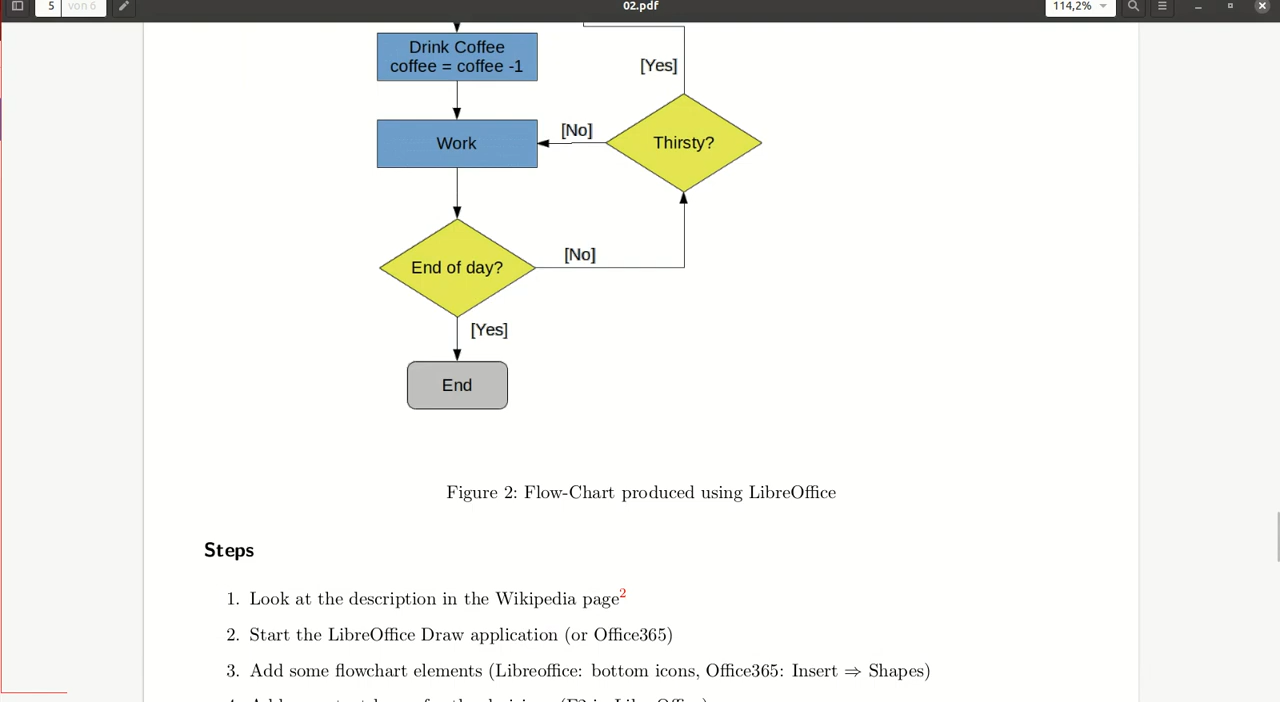 5 von 6
02.pdf
114,2%
Drink Coffee
coffee = coffee -1
[Yes]
Work
[No]
Thirsty?
End of day?
[No]
[Yes]
End
Figure 2: Flow-Chart produced using LibreOffice
Steps
1. Look at the description in the Wikipedia page2
2. Start the LibreOffice Draw application (or Office365)
3. Add some flowchart elements (Libreoffice: bottom icons, Office365: Insert ⇒ Shapes)